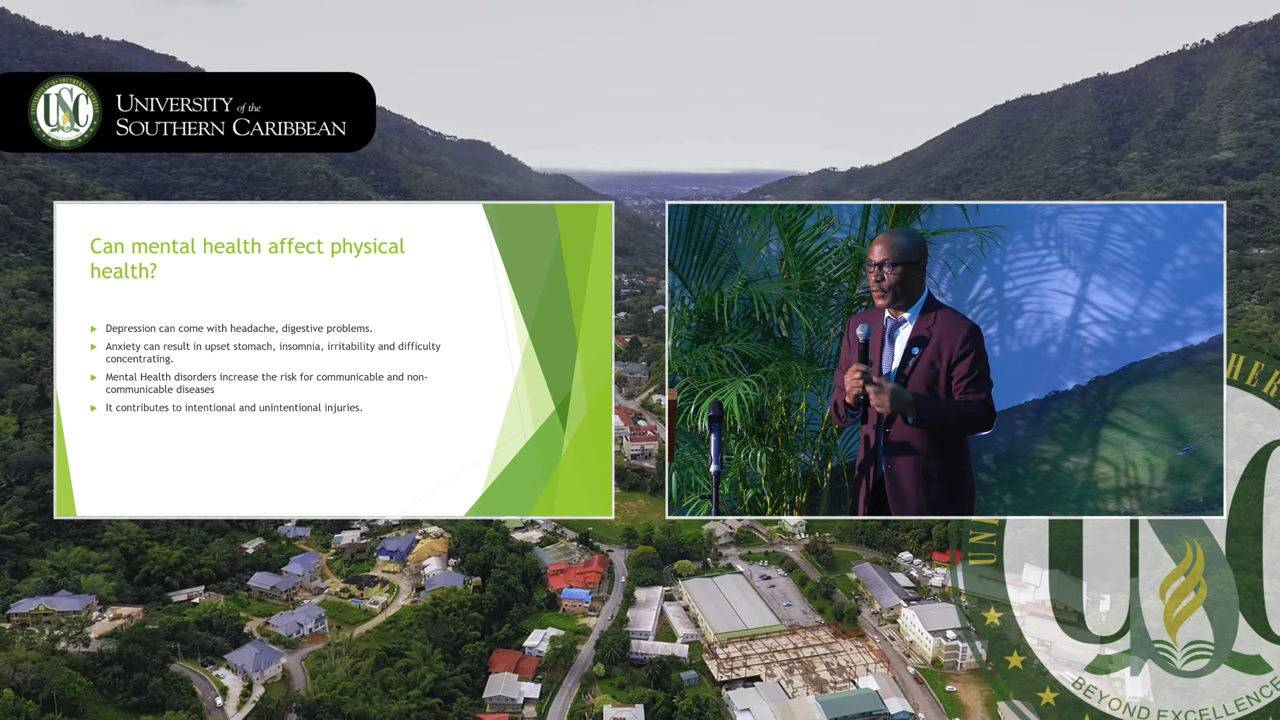 UNIVERSITY of the
SOUTHERN CARIBBEAN
USC
Can mental health affect physical
health?
Depression can come with headache, digestive problems.
Anxiety can result in upset stomach, insomnia, irritability and difficulty
concentrating.
Mental Health disorders increase the risk for communicable and non-
communicable diseases
It contributes to intentional and unintentional injuries.
BEYOND EXCELLENCE